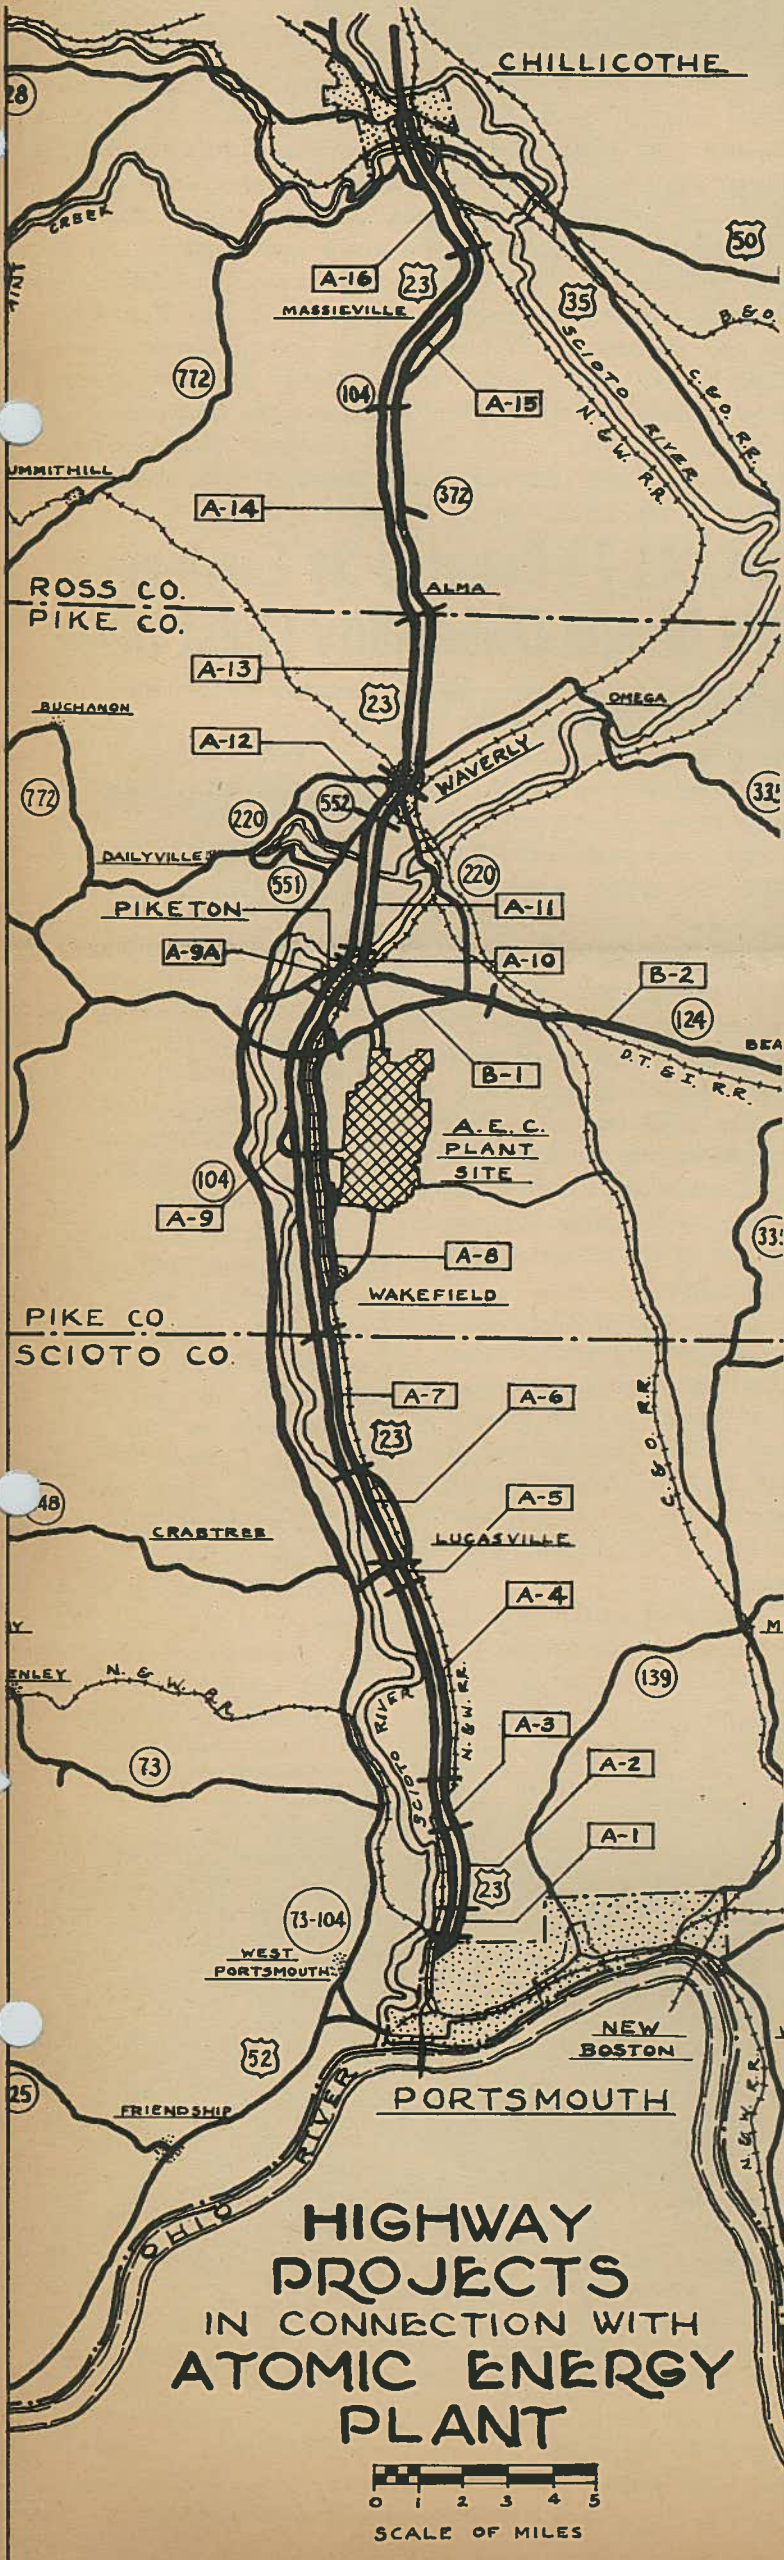 CHILLICOTHE
28
CREEK
50
A-16
23
MASSIEVILLE
35
B. & O.
SCIOTO RIVER
C. & O. R.R.
772
104
A-15
N. & W. R.R.
UMMITHILL
372
A-14
ALMA
ROSS CO.
PIKE CO.
A-13
23
OMEGA
BUCHANON
A-12
WAVERLY
772
220
552
335
DAILYVILLE
551
220
PIKETON
A-11
A-9A
A-10
B-2
124
BEA
D.T. & I. R.R.
B-1
A.E.C.
PLANT
SITE
104
A-9
335
A-8
WAKEFIELD
PIKE CO.
SCIOTO CO.
A-7
A-6
23
C. & O. R.R.
48
A-5
CRABTREE
LUCASVILLE
A-4
Y
M
ENLEY
N. & W. R.R.
139
SCIOTO RIVER
N. & W. R.R.
A-3
73
A-2
A-1
23
73-104
WEST
PORTSMOUTH
52
NEW
BOSTON
25
PORTSMOUTH
FRIENDSHIP
N. & W. R.R.
OHIO RIVER
HIGHWAY
PROJECTS
IN CONNECTION WITH
ATOMIC ENERGY
PLANT
0 1 2 3 4 5
SCALE OF MILES